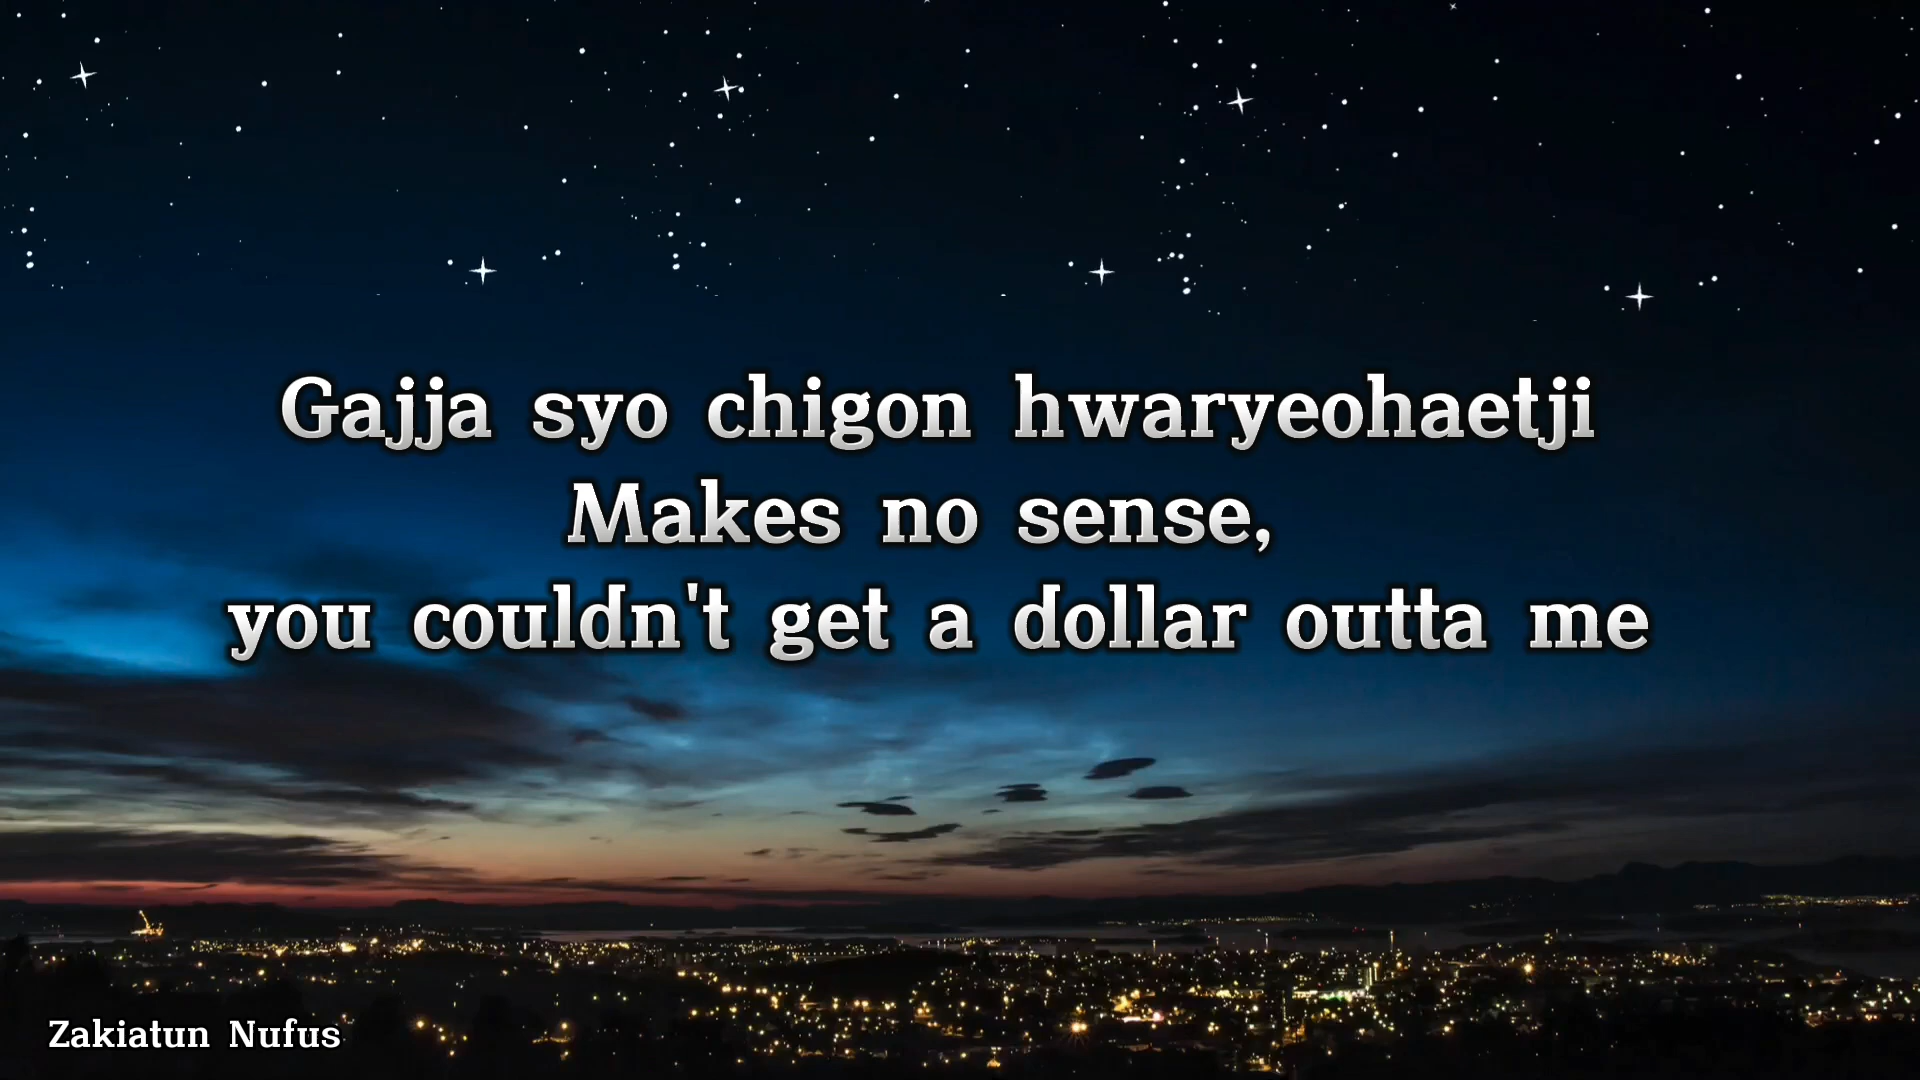 Gajja syo chigon hwaryeohaetji
Makes no sense,
you couldn't get a dollar outta me
Zakiatun Nufus